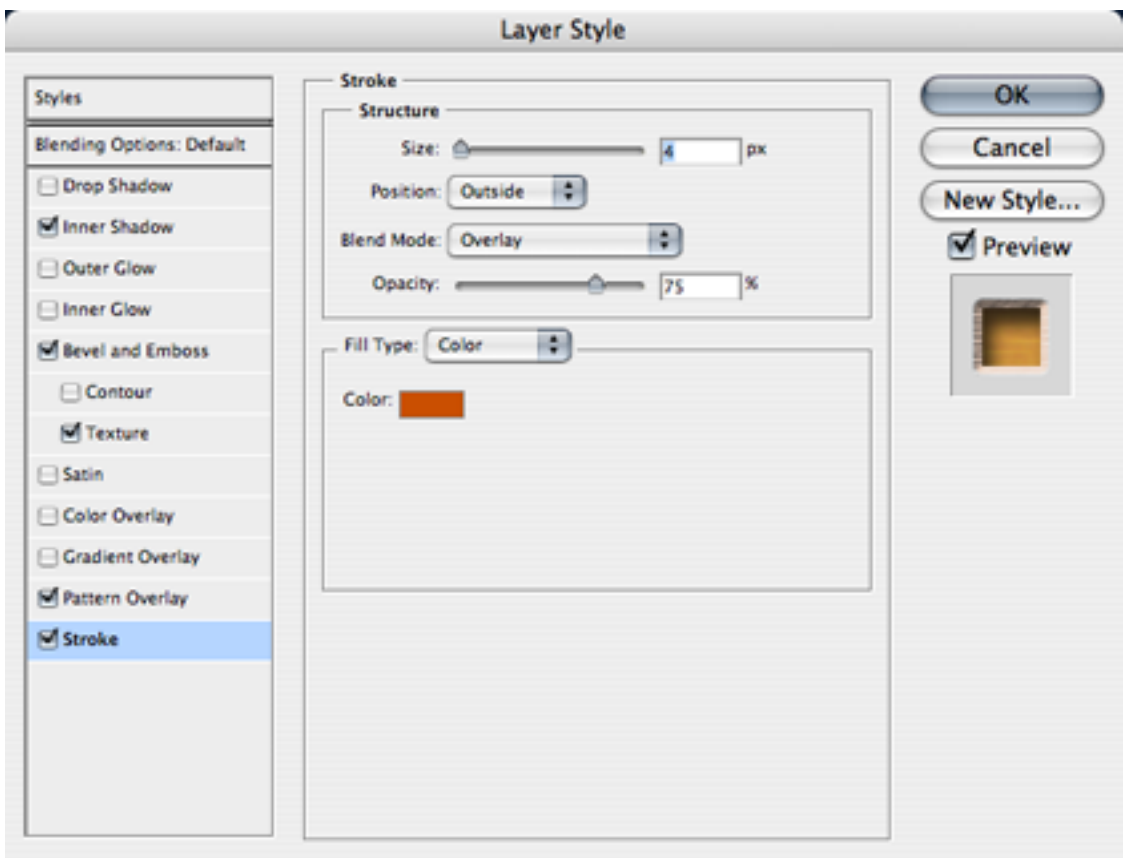 Layer Style
Styles
Blending Options: Default
Drop Shadow
Inner Shadow
Outer Glow
Inner Glow
Bevel and Emboss
Contour
Texture
Satin
Color Overlay
Gradient Overlay
Pattern Overlay
Stroke
Stroke
Structure
Size: 4 px
Position: Outside
Blend Mode: Overlay
Opacity: 75 %
Fill Type: Color
Color:
OK
Cancel
New Style...
Preview